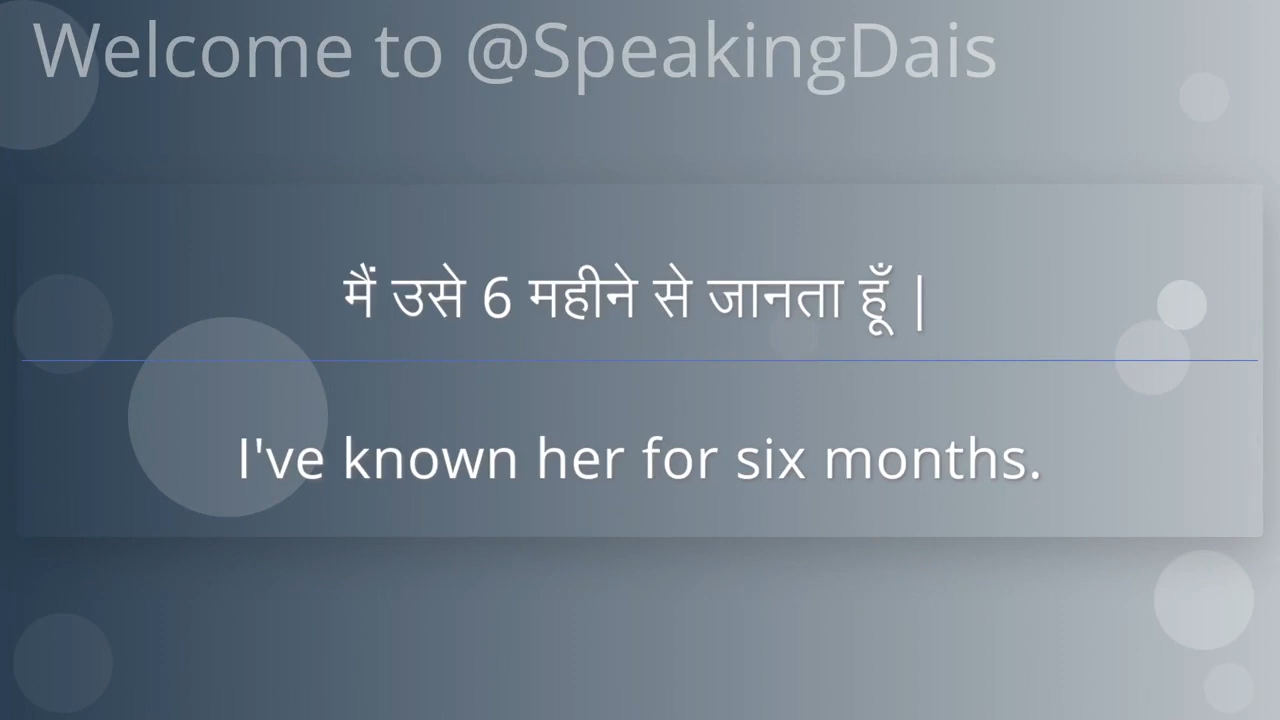 Welcome to @SpeakingDais
मैं उसे 6 महीने से जानता हूँ |
I've known her for six months.